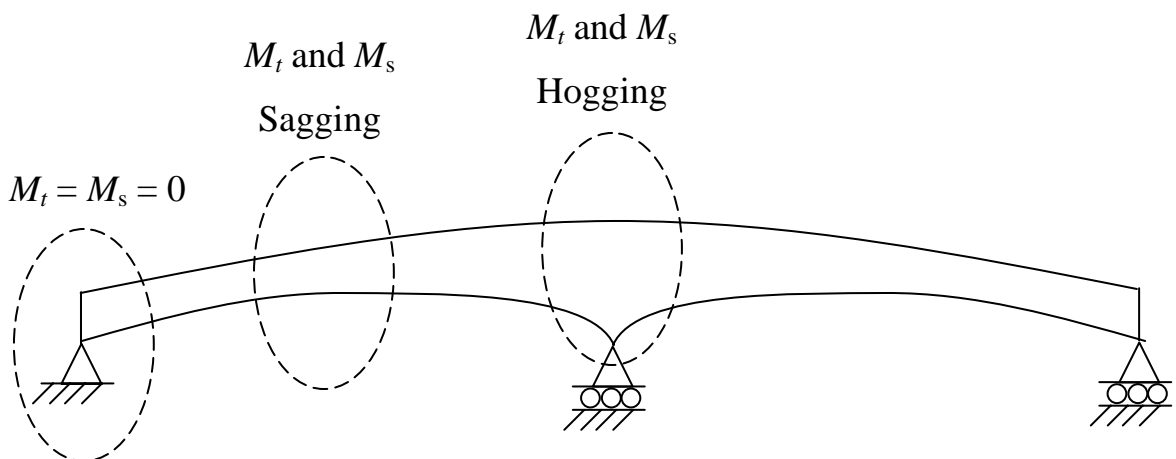 M_t and M_s
Sagging
M_t and M_s
Hogging
M_t = M_s = 0